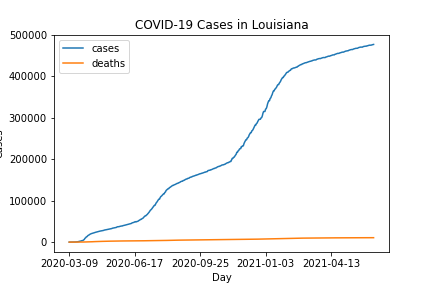 COVID-19 Cases in Louisiana
cases
deaths
500000
400000
300000
200000
100000
0
Cases
2020-03-09 2020-06-17 2020-09-25 2021-01-03 2021-04-13
Day